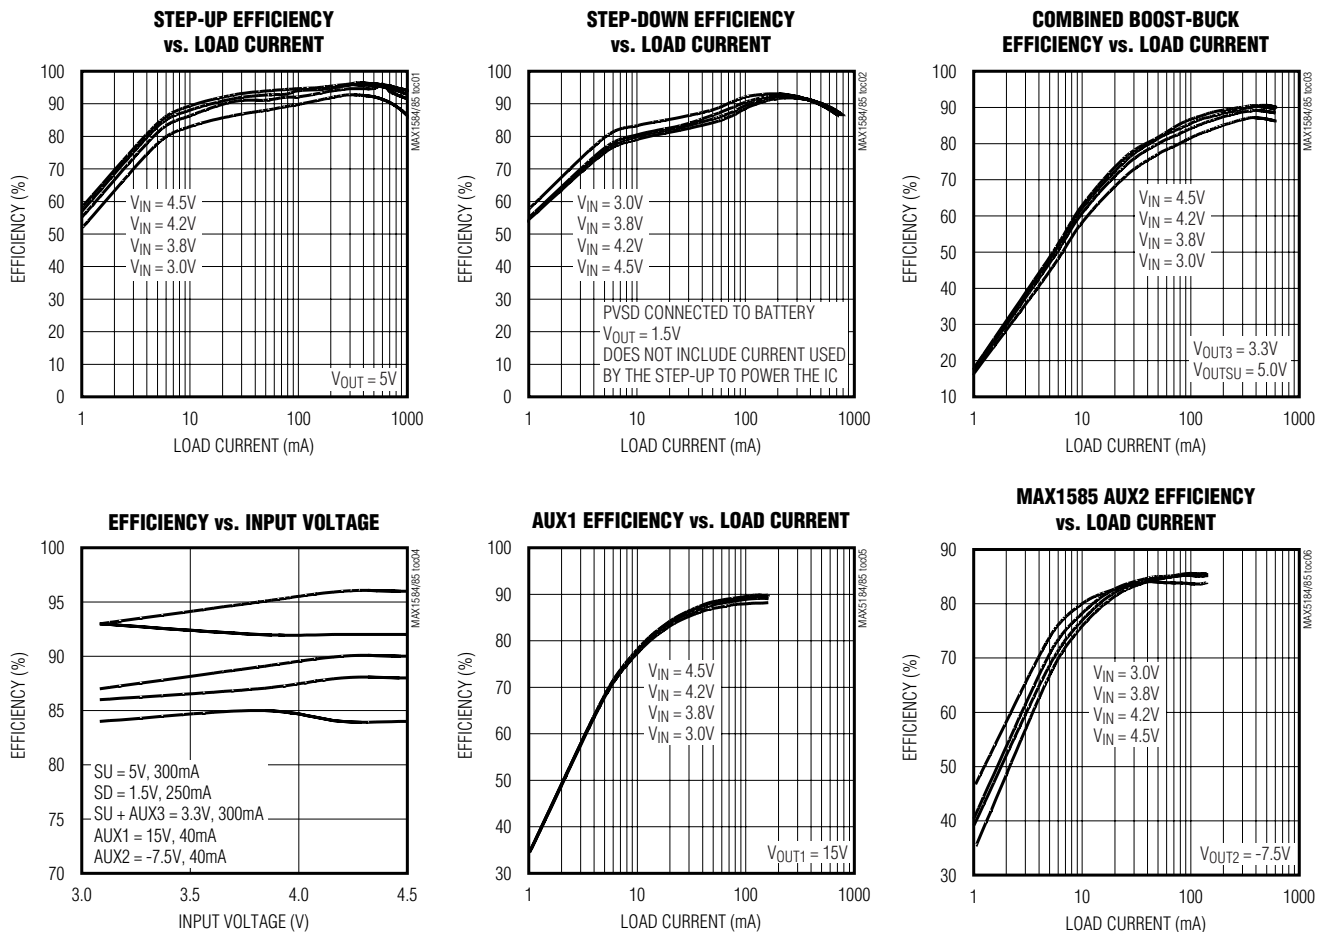 STEP-UP EFFICIENCY
vs. LOAD CURRENT
100
90
80
70
60
50
40
30
20
10
0
EFFICIENCY (%)
VIN = 4.5V
VIN = 4.2V
VIN = 3.8V
VIN = 3.0V
VOUT = 5V
MAX1584/85 toc01
1
10
100
1000
LOAD CURRENT (mA)
STEP-DOWN EFFICIENCY
vs. LOAD CURRENT
100
90
80
70
60
50
40
30
20
10
0
EFFICIENCY (%)
VIN = 3.0V
VIN = 3.8V
VIN = 4.2V
VIN = 4.5V
PVSD CONNECTED TO BATTERY
VOUT = 1.5V
DOES NOT INCLUDE CURRENT USED
BY THE STEP-UP TO POWER THE IC
MAX1584/85 toc02
1
10
100
1000
LOAD CURRENT (mA)
COMBINED BOOST-BUCK
EFFICIENCY vs. LOAD CURRENT
100
90
80
70
60
50
40
30
20
10
EFFICIENCY (%)
VIN = 4.5V
VIN = 4.2V
VIN = 3.8V
VIN = 3.0V
VOUT3 = 3.3V
VOUTSU = 5.0V
MAX1584/85 toc03
1
10
100
1000
LOAD CURRENT (mA)
EFFICIENCY vs. INPUT VOLTAGE
100
95
90
85
80
75
70
EFFICIENCY (%)
SU = 5V, 300mA
SD = 1.5V, 250mA
SU + AUX3 = 3.3V, 300mA
AUX1 = 15V, 40mA
AUX2 = -7.5V, 40mA
MAX1584/85 toc04
3.0
3.5
4.0
4.5
INPUT VOLTAGE (V)
AUX1 EFFICIENCY vs. LOAD CURRENT
100
90
80
70
60
50
40
30
EFFICIENCY (%)
VIN = 4.5V
VIN = 4.2V
VIN = 3.8V
VIN = 3.0V
VOUT1 = 15V
MAX5184/85 toc05
1
10
100
1000
LOAD CURRENT (mA)
MAX1585 AUX2 EFFICIENCY
vs. LOAD CURRENT
90
80
70
60
50
40
30
EFFICIENCY (%)
VIN = 3.0V
VIN = 3.8V
VIN = 4.2V
VIN = 4.5V
VOUT2 = -7.5V
MAX5184/85 toc06
1
10
100
1000
LOAD CURRENT (mA)